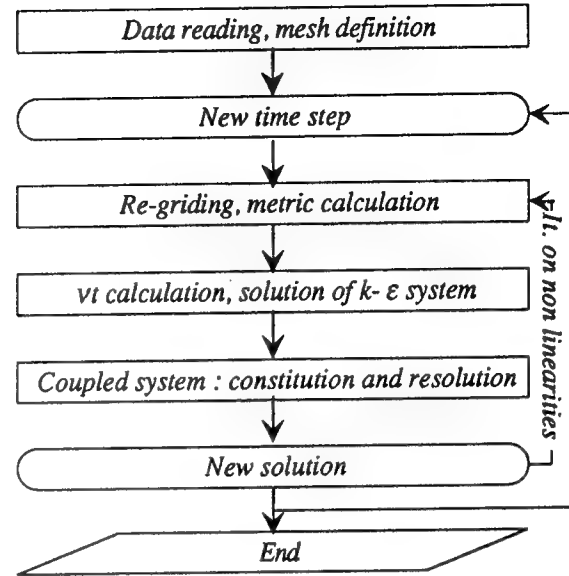 Data reading, mesh definition
New time step
Re-griding, metric calculation
It. on non linearities
νt calculation, solution of k- ε system
Coupled system : constitution and resolution
New solution
End